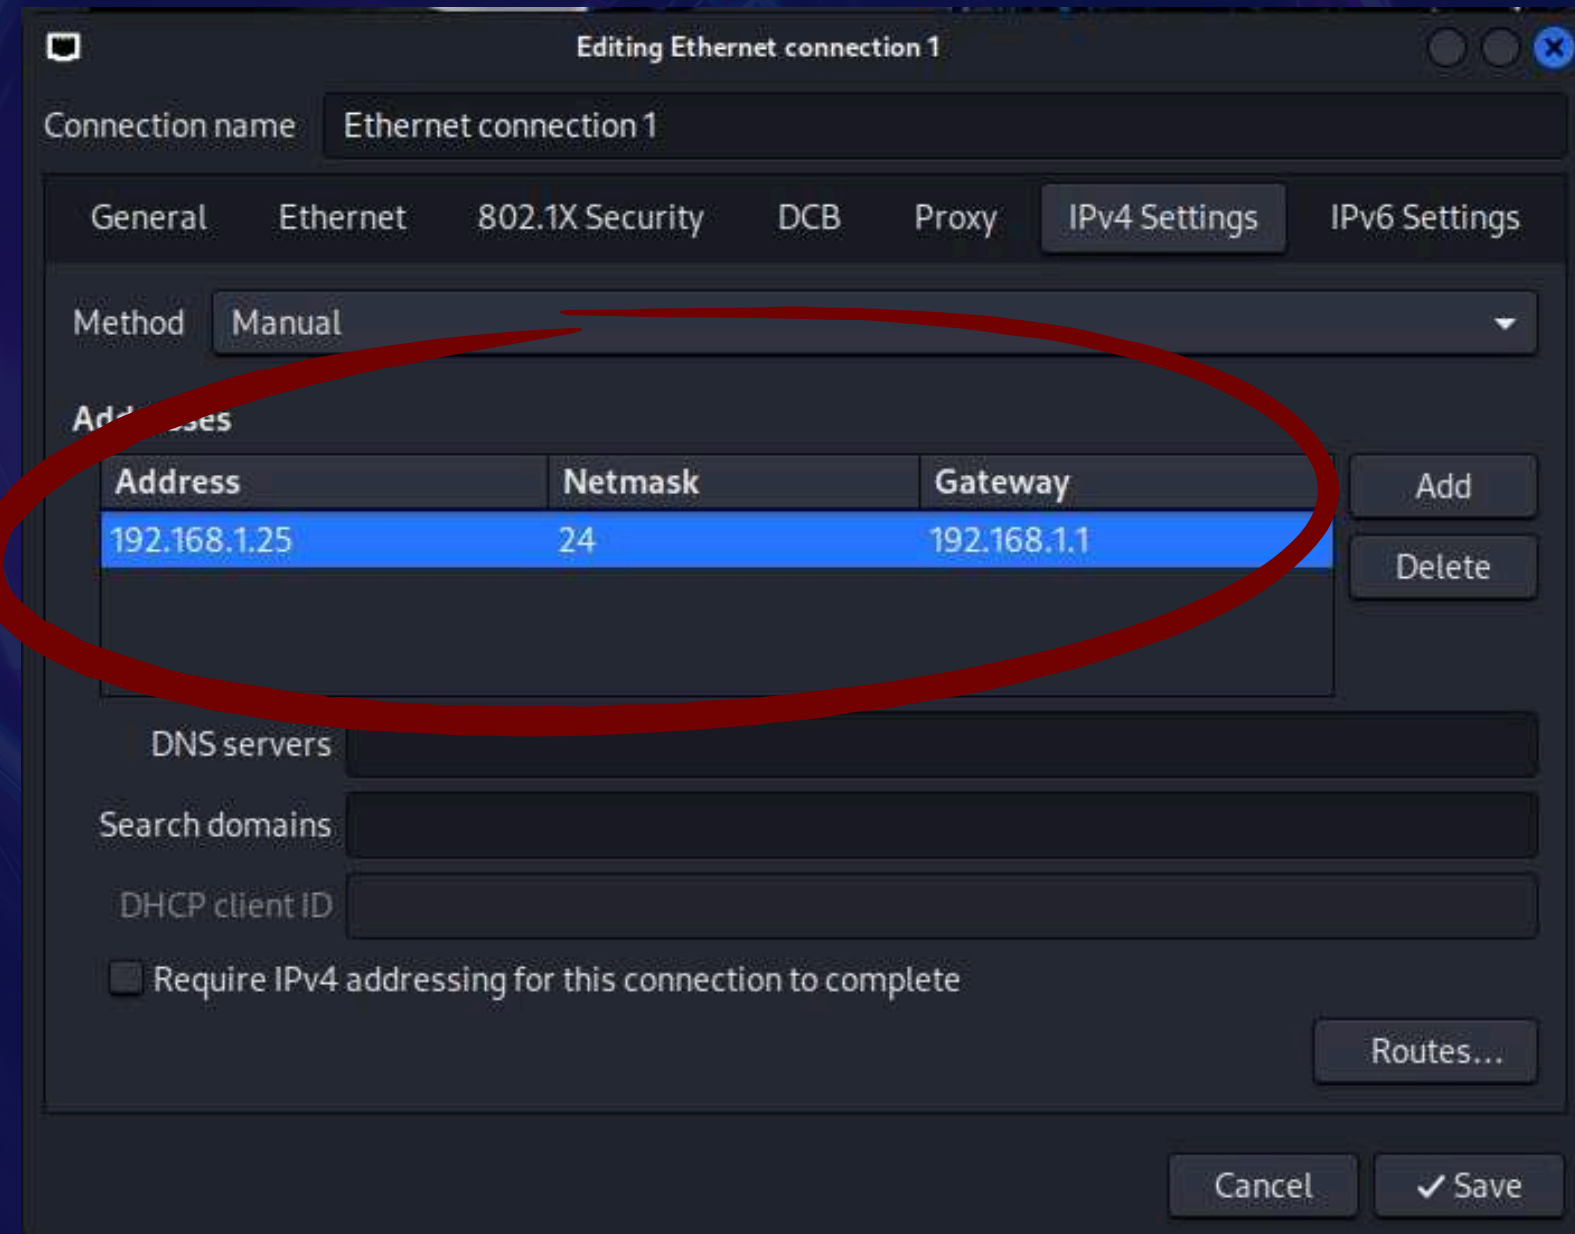 Editing Ethernet connection 1
Connection name Ethernet connection 1
General Ethernet 802.1X Security DCB Proxy IPv4 Settings IPv6 Settings
Method Manual
Addresses
Address Netmask Gateway Add
192.168.1.25 24 192.168.1.1
Delete
DNS servers
Search domains
DHCP client ID
Require IPv4 addressing for this connection to complete
Routes...
Cancel Save